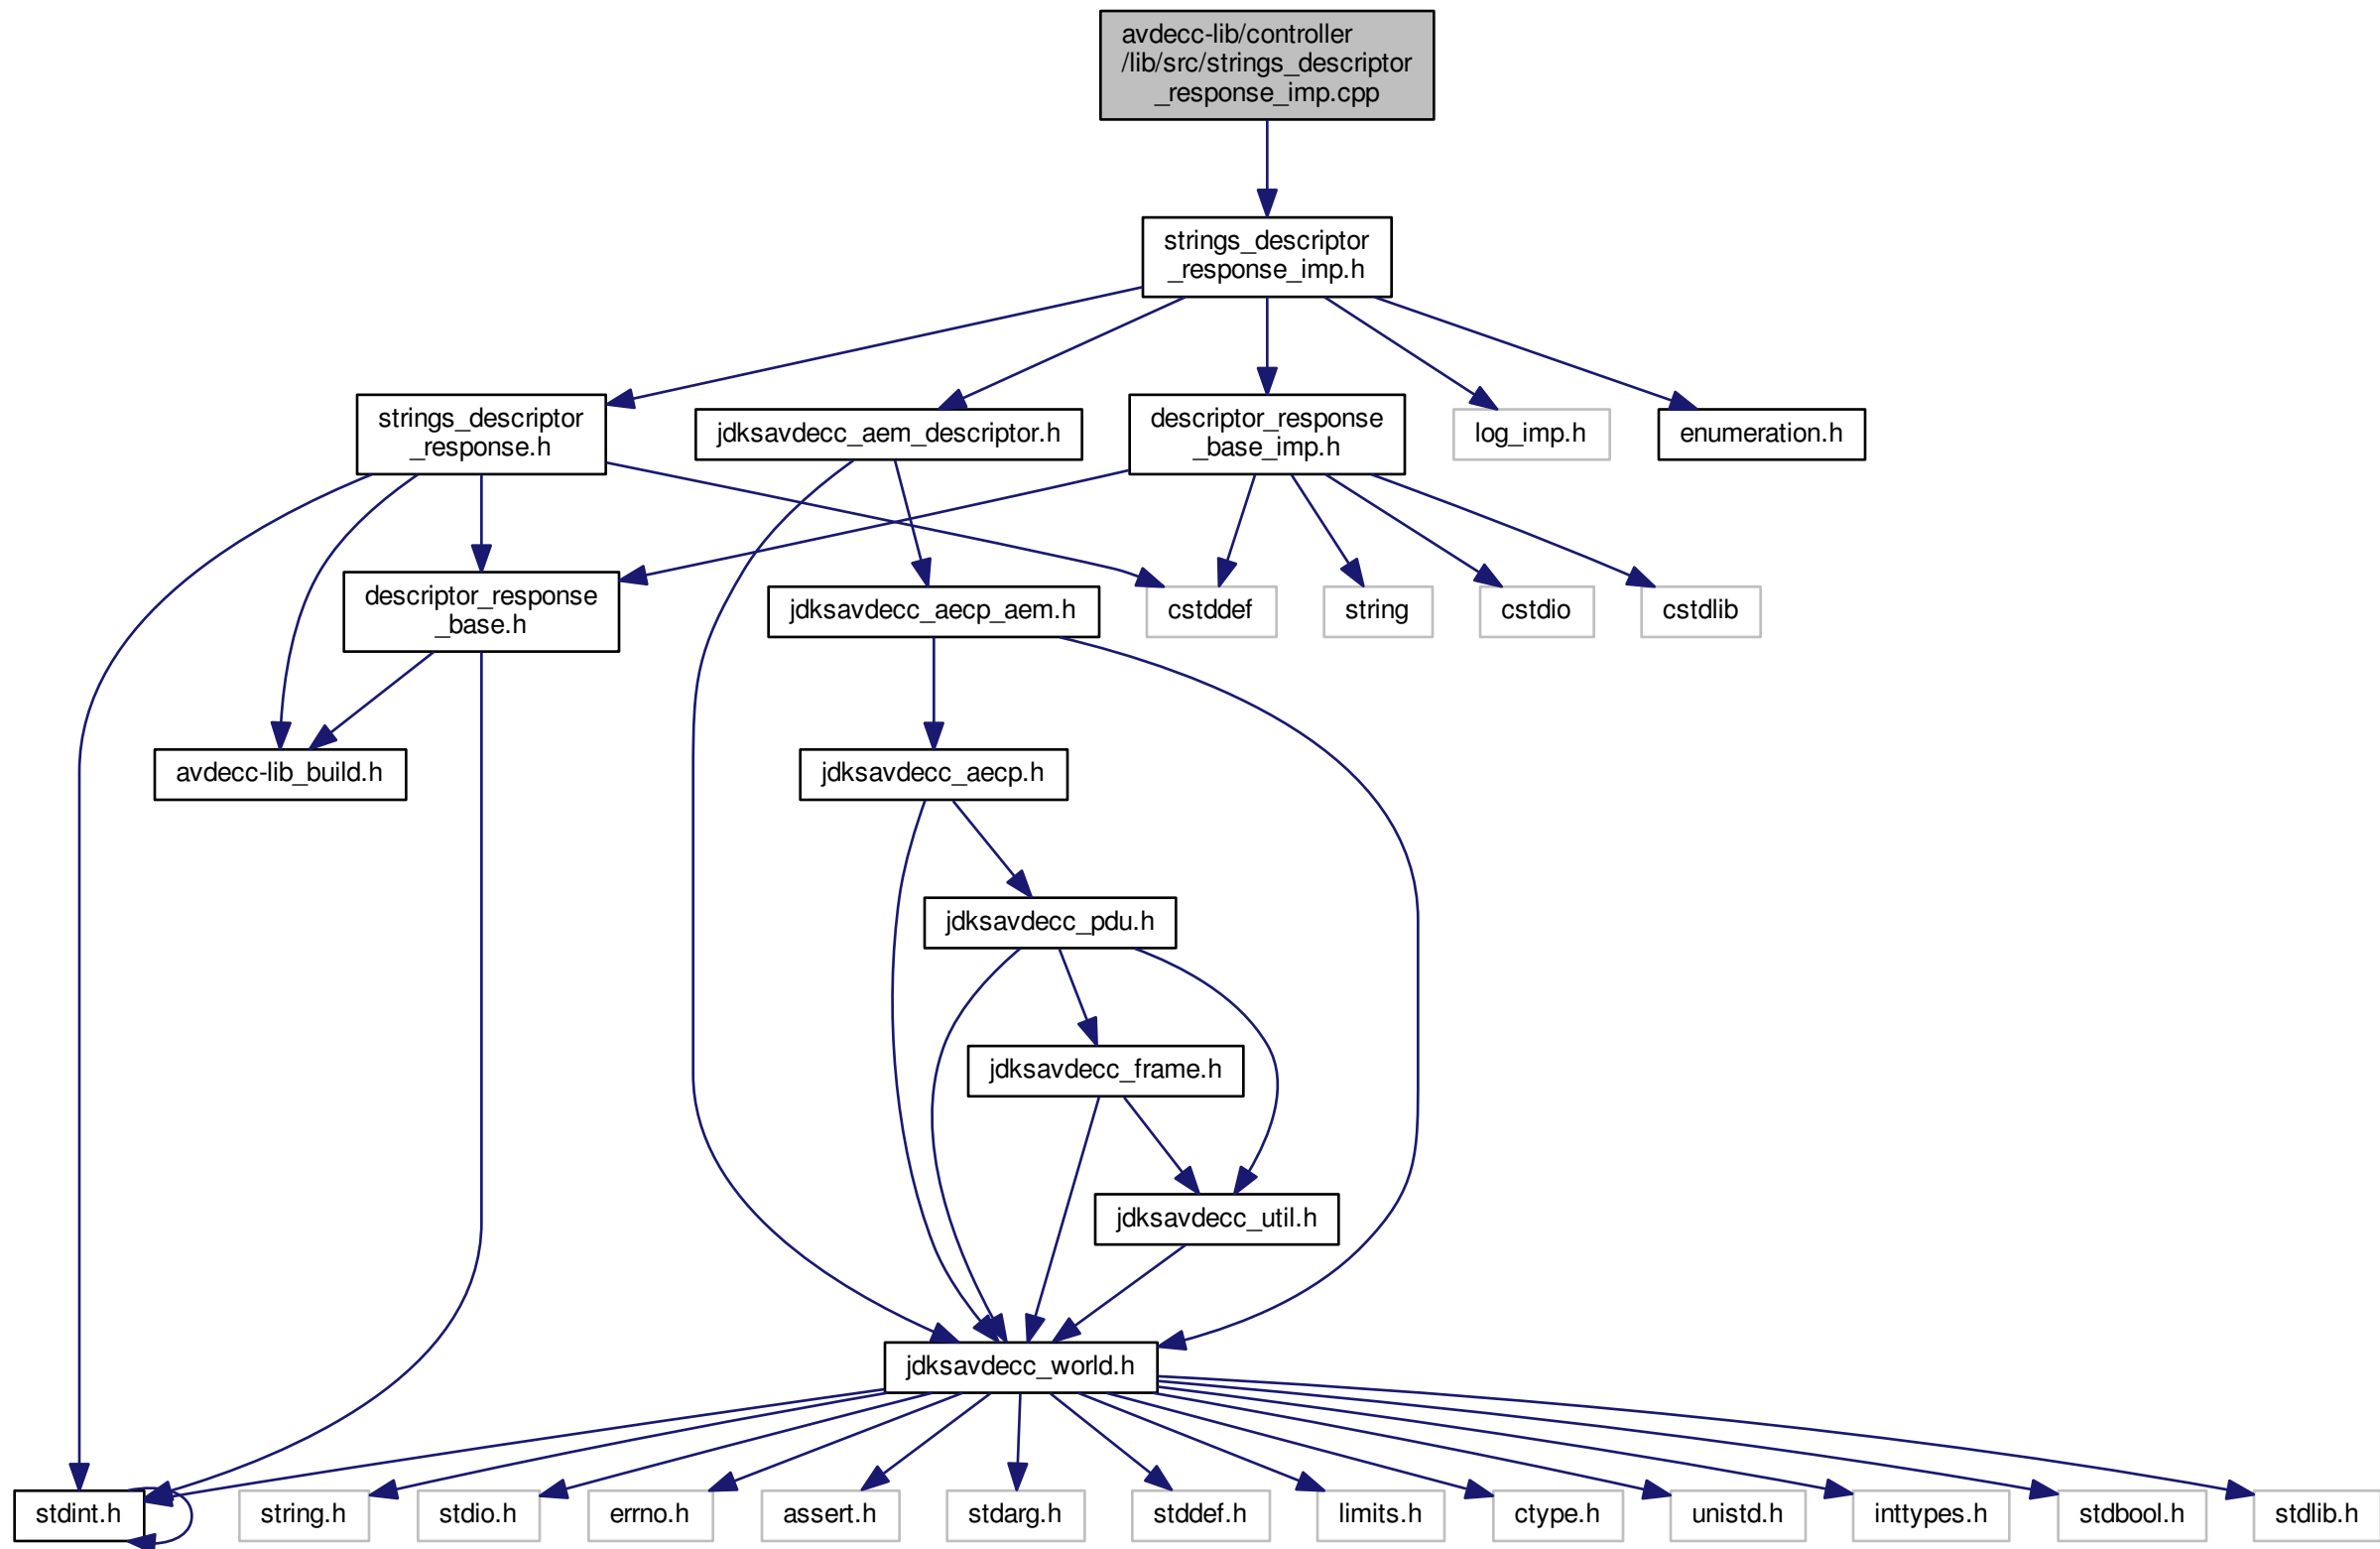 avdecc-lib/controller
/lib/src/strings_descriptor
_response_imp.cpp
strings_descriptor
_response_imp.h
strings_descriptor
_response.h
jdksavdecc_aem_descriptor.h
descriptor_response
_base_imp.h
log_imp.h
enumeration.h
descriptor_response
_base.h
jdksavdecc_aecp_aem.h
cstddef
string
cstdio
cstdlib
avdecc-lib_build.h
jdksavdecc_aecp.h
jdksavdecc_pdu.h
jdksavdecc_frame.h
jdksavdecc_util.h
jdksavdecc_world.h
stdint.h
string.h
stdio.h
errno.h
assert.h
stdarg.h
stddef.h
limits.h
ctype.h
unistd.h
inttypes.h
stdbool.h
stdlib.h